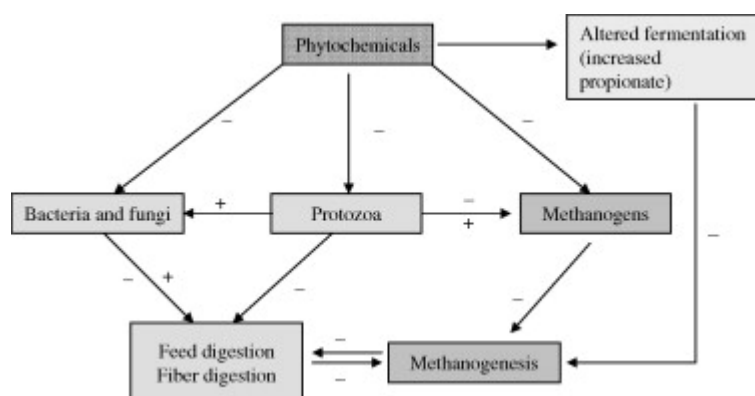 Phytochemicals
Altered fermentation
(increased
propionate)
−
−
−
Bacteria and fungi
+
Protozoa
−
+
Methanogens
−
−
+
−
−
Feed digestion
Fiber digestion
−
−
Methanogenesis